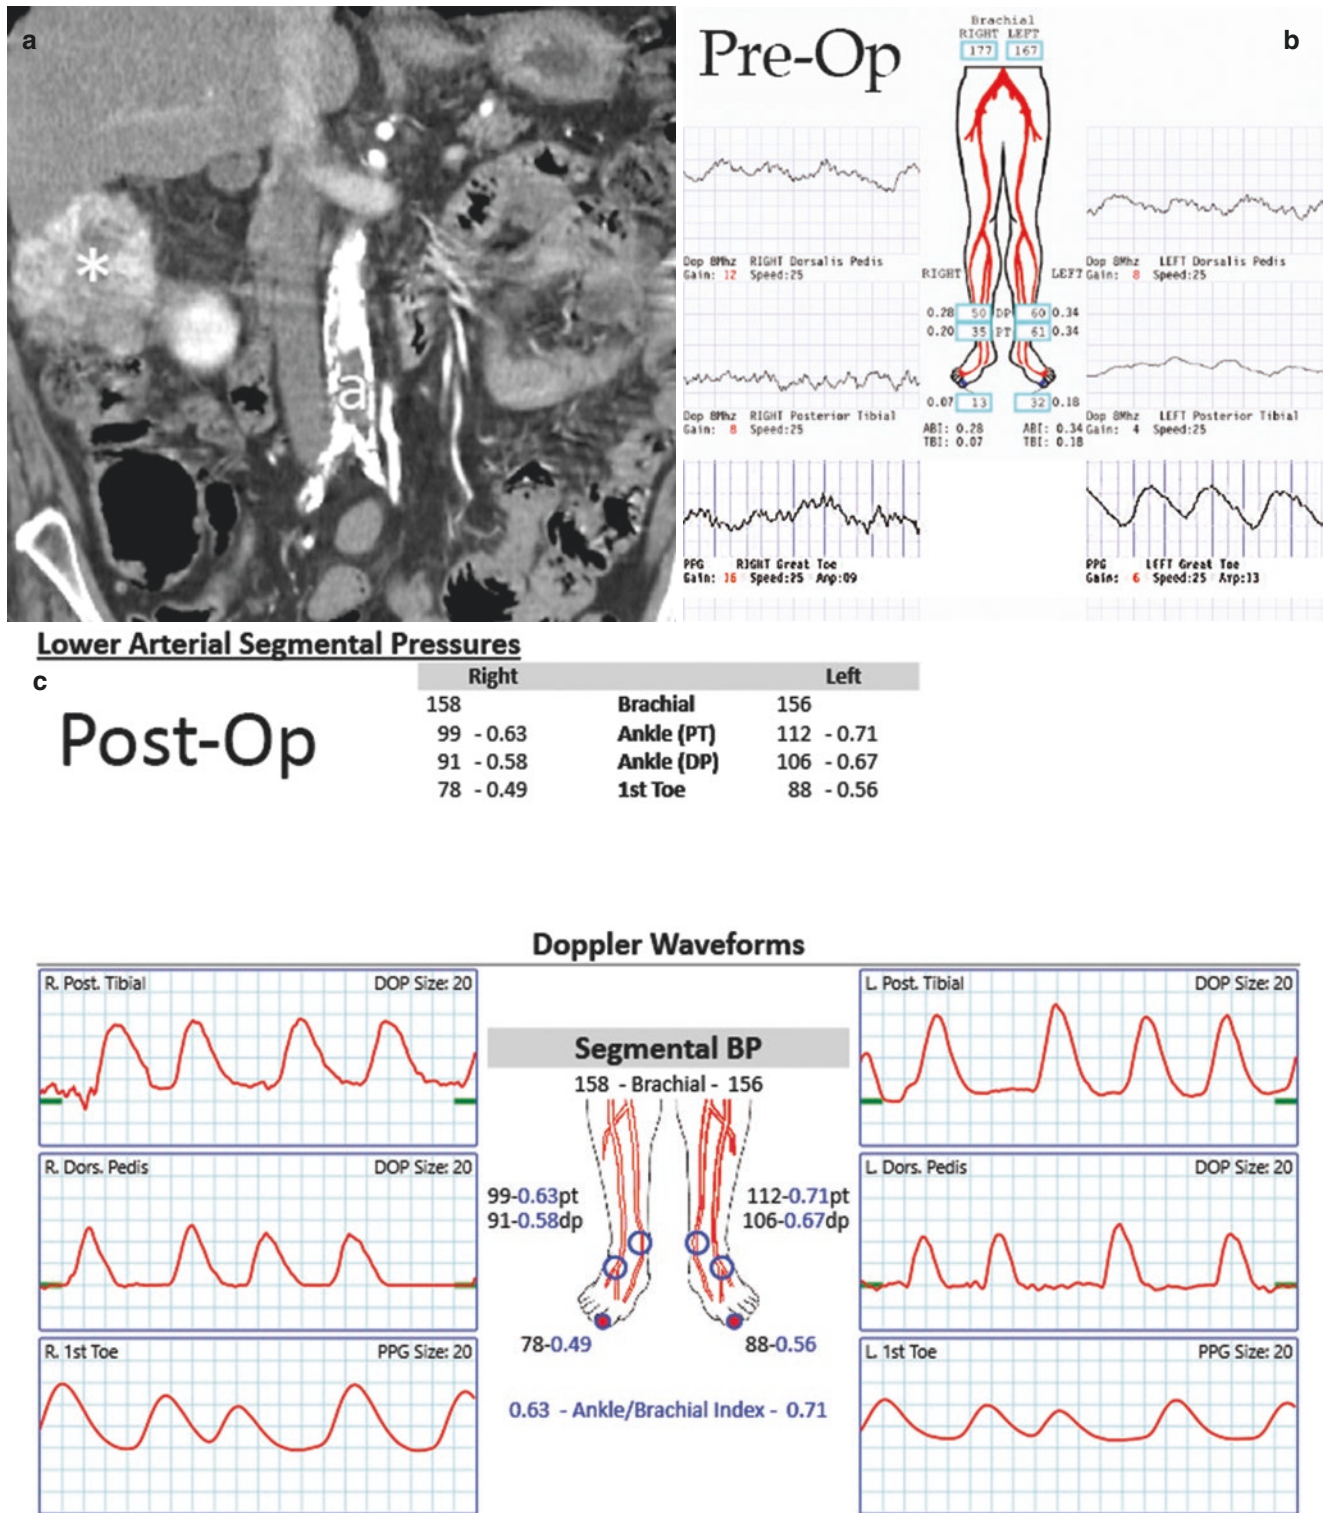 a
*
a
b
Pre-Op
Brachial
RIGHT LEFT
177 167
Dop 8Mhz RIGHT Dorsalis Pedis
Gain: 12 Speed:25
Dop 8Mhz LEFT Dorsalis Pedis
Gain: 8 Speed:25
RIGHT LEFT
0.28 50 DP 60 0.34
0.20 35 PT 61 0.34
0.07 13 32 0.18
ABI: 0.28 ABI: 0.34
TBI: 0.07 TBI: 0.18
Dop 8Mhz RIGHT Posterior Tibial
Gain: 8 Speed:25
Dop 8Mhz LEFT Posterior Tibial
Gain: 4 Speed:25
PPG RIGHT Great Toe
Gain: 16 Speed:25 Amp:09
PPG LEFT Great Toe
Gain: 6 Speed:25 Amp:13
Lower Arterial Segmental Pressures
c
Post-Op
Right Left
158 Brachial 156
99 - 0.63 Ankle (PT) 112 - 0.71
91 - 0.58 Ankle (DP) 106 - 0.67
78 - 0.49 1st Toe 88 - 0.56
Doppler Waveforms
R. Post. Tibial DOP Size: 20
L. Post. Tibial DOP Size: 20
Segmental BP
158 - Brachial - 156
R. Dors. Pedis DOP Size: 20
L. Dors. Pedis DOP Size: 20
99-0.63pt 112-0.71pt
91-0.58dp 106-0.67dp
78-0.49 88-0.56
R. 1st Toe PPG Size: 20
L. 1st Toe PPG Size: 20
0.63 - Ankle/Brachial Index - 0.71